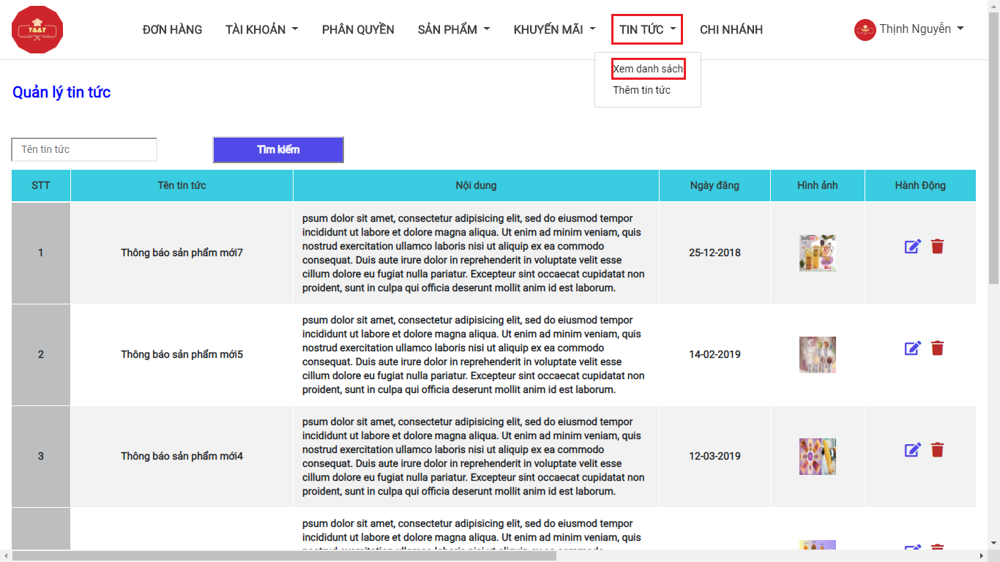 T&&T
ĐƠN HÀNG
TÀI KHOẢN
PHÂN QUYỀN
SẢN PHẨM
KHUYẾN MÃI
TIN TỨC
CHI NHÁNH
Thịnh Nguyễn
Xem danh sách
Thêm tin tức
Quản lý tin tức
Tên tin tức
Tìm kiếm
STT
Tên tin tức
Nội dung
Ngày đăng
Hình ảnh
Hành Động
1
Thông báo sản phẩm mới7
psum dolor sit amet, consectetur adipisicing elit, sed do eiusmod tempor
incididunt ut labore et dolore magna aliqua. Ut enim ad minim veniam, quis
nostrud exercitation ullamco laboris nisi ut aliquip ex ea commodo
consequat. Duis aute irure dolor in reprehenderit in voluptate velit esse
cillum dolore eu fugiat nulla pariatur. Excepteur sint occaecat cupidatat non
proident, sunt in culpa qui officia deserunt mollit anim id est laborum.
25-12-2018
2
Thông báo sản phẩm mới5
psum dolor sit amet, consectetur adipisicing elit, sed do eiusmod tempor
incididunt ut labore et dolore magna aliqua. Ut enim ad minim veniam, quis
nostrud exercitation ullamco laboris nisi ut aliquip ex ea commodo
consequat. Duis aute irure dolor in reprehenderit in voluptate velit esse
cillum dolore eu fugiat nulla pariatur. Excepteur sint occaecat cupidatat non
proident, sunt in culpa qui officia deserunt mollit anim id est laborum.
14-02-2019
3
Thông báo sản phẩm mới4
psum dolor sit amet, consectetur adipisicing elit, sed do eiusmod tempor
incididunt ut labore et dolore magna aliqua. Ut enim ad minim veniam, quis
nostrud exercitation ullamco laboris nisi ut aliquip ex ea commodo
consequat. Duis aute irure dolor in reprehenderit in voluptate velit esse
cillum dolore eu fugiat nulla pariatur. Excepteur sint occaecat cupidatat non
proident, sunt in culpa qui officia deserunt mollit anim id est laborum.
12-03-2019
psum dolor sit amet, consectetur adipisicing elit, sed do eiusmod tempor
incididunt ut labore et dolore magna aliqua. Ut enim ad minim veniam, quis